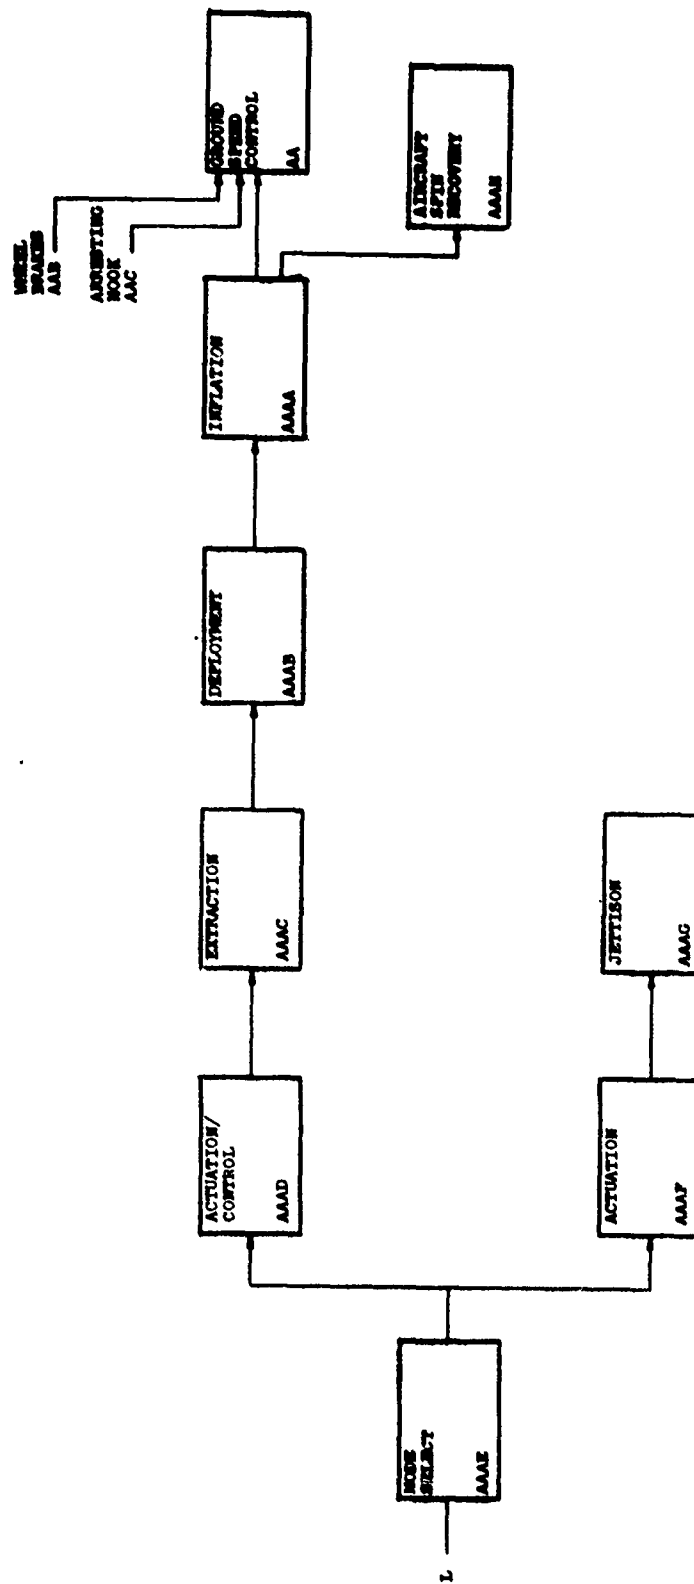 WHEEL
BRAKES
AAB
ARRESTING
HOOK
AAC
GROUND
SPEED
CONTROL
AA
AIRCRAFT
SPIN
RECOVERY
AAAH
INFLATION
AAAA
DEPLOYMENT
AAAB
EXTRACTION
AAAC
JETTISON
AAAG
ACTUATION/
CONTROL
AAAD
ACTUATION
AAAF
MODE
SELECT
AAAE
L